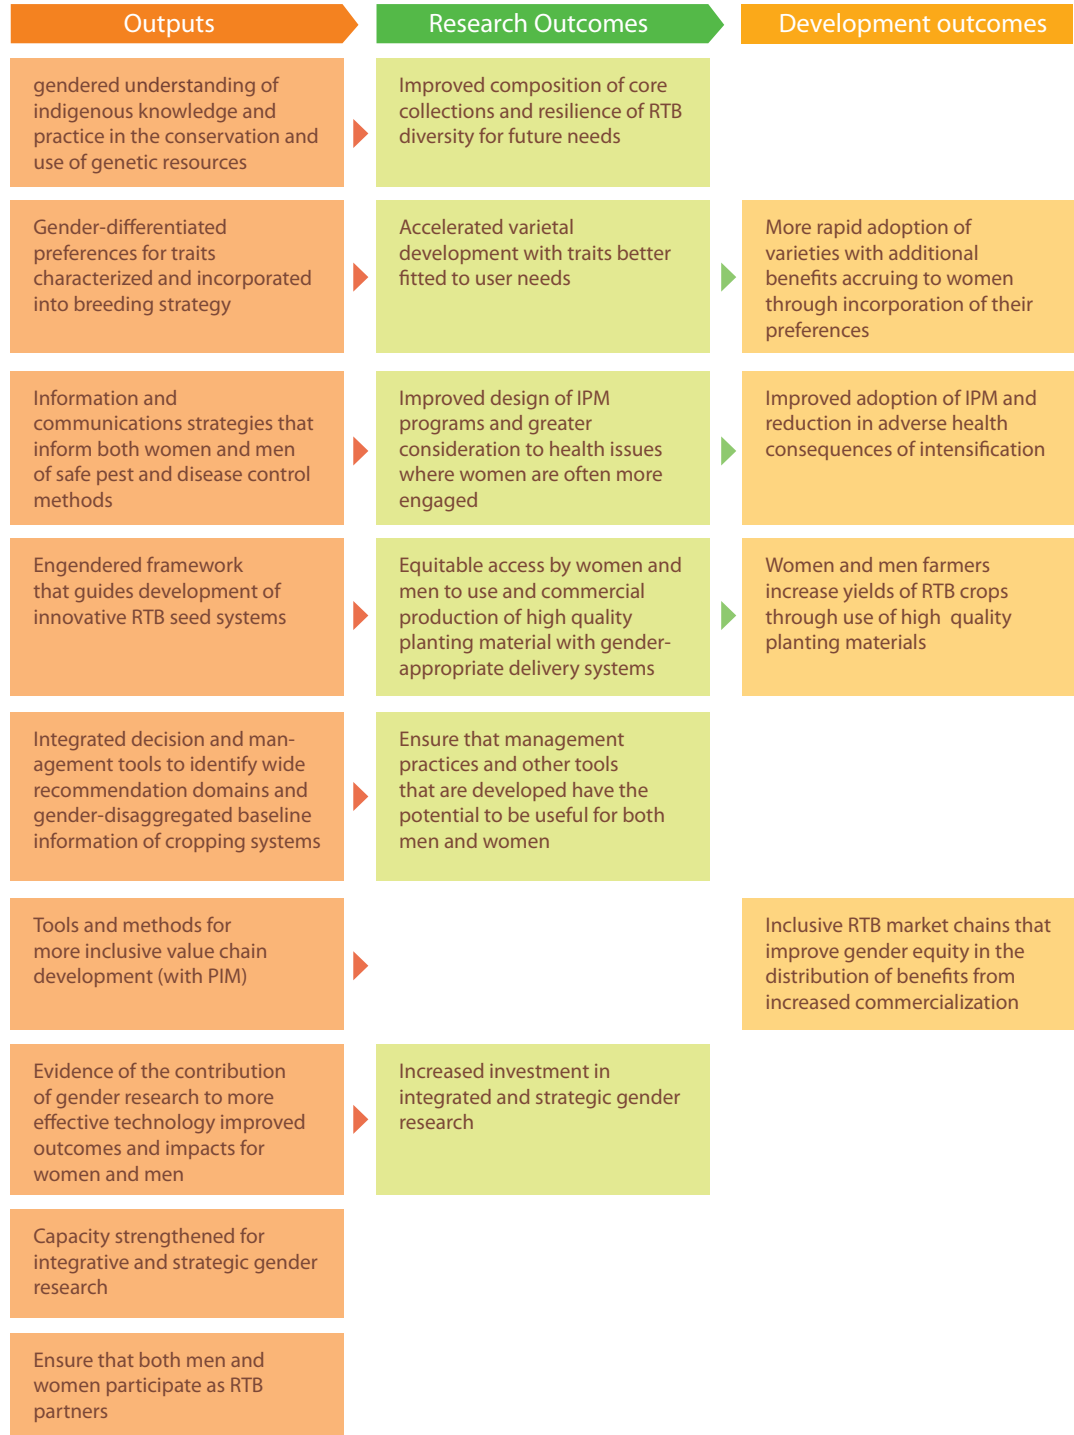 Outputs
Research Outcomes
Development outcomes
gendered understanding of
indigenous knowledge and
practice in the conservation and
use of genetic resources
Improved composition of core
collections and resilience of RTB
diversity for future needs
Gender-differentiated
preferences for traits
characterized and incorporated
into breeding strategy
Accelerated varietal
development with traits better
fitted to user needs
More rapid adoption of
varieties with additional
benefits accruing to women
through incorporation of their
preferences
Information and
communications strategies that
inform both women and men
of safe pest and disease control
methods
Improved design of IPM
programs and greater
consideration to health issues
where women are often more
engaged
Improved adoption of IPM and
reduction in adverse health
consequences of intensification
Engendered framework
that guides development of
innovative RTB seed systems
Equitable access by women and
men to use and commercial
production of high quality
planting material with gender-
appropriate delivery systems
Women and men farmers
increase yields of RTB crops
through use of high  quality
planting materials
Integrated decision and man-
agement tools to identify wide
recommendation domains and
gender-disaggregated baseline
information of cropping systems
Ensure that management
practices and other tools
that are developed have the
potential to be useful for both
men and women
Tools and methods for
more inclusive value chain
development (with PIM)
Inclusive RTB market chains that
improve gender equity in the
distribution of benefits from
increased commercialization
Evidence of the contribution
of gender research to more
effective technology improved
outcomes and impacts for
women and men
Increased investment in
integrated and strategic gender
research
Capacity strengthened for
integrative and strategic gender
research
Ensure that both men and
women participate as RTB
partners